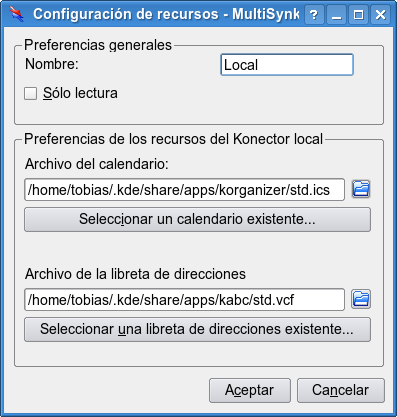 Configuración de recursos - MultiSynk
Preferencias generales
Nombre: Local
Sólo lectura
Preferencias de los recursos del Konector local
Archivo del calendario:
/home/tobias/.kde/share/apps/korganizer/std.ics
Seleccionar un calendario existente...
Archivo de la libreta de direcciones
/home/tobias/.kde/share/apps/kabc/std.vcf
Seleccionar una libreta de direcciones existente...
Aceptar Cancelar